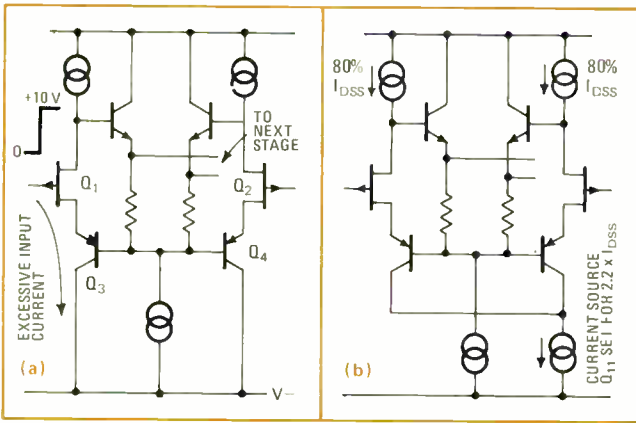 +10 V
0
Q1
Q2
TO
NEXT
STAGE
EXCESSIVE INPUT
CURRENT
Q3
Q4
(a)
V–
80%
IDSS
80%
IDSS
CURRENT SOURCE
Q11 SET FOR 2.2 x IDSS
(b)